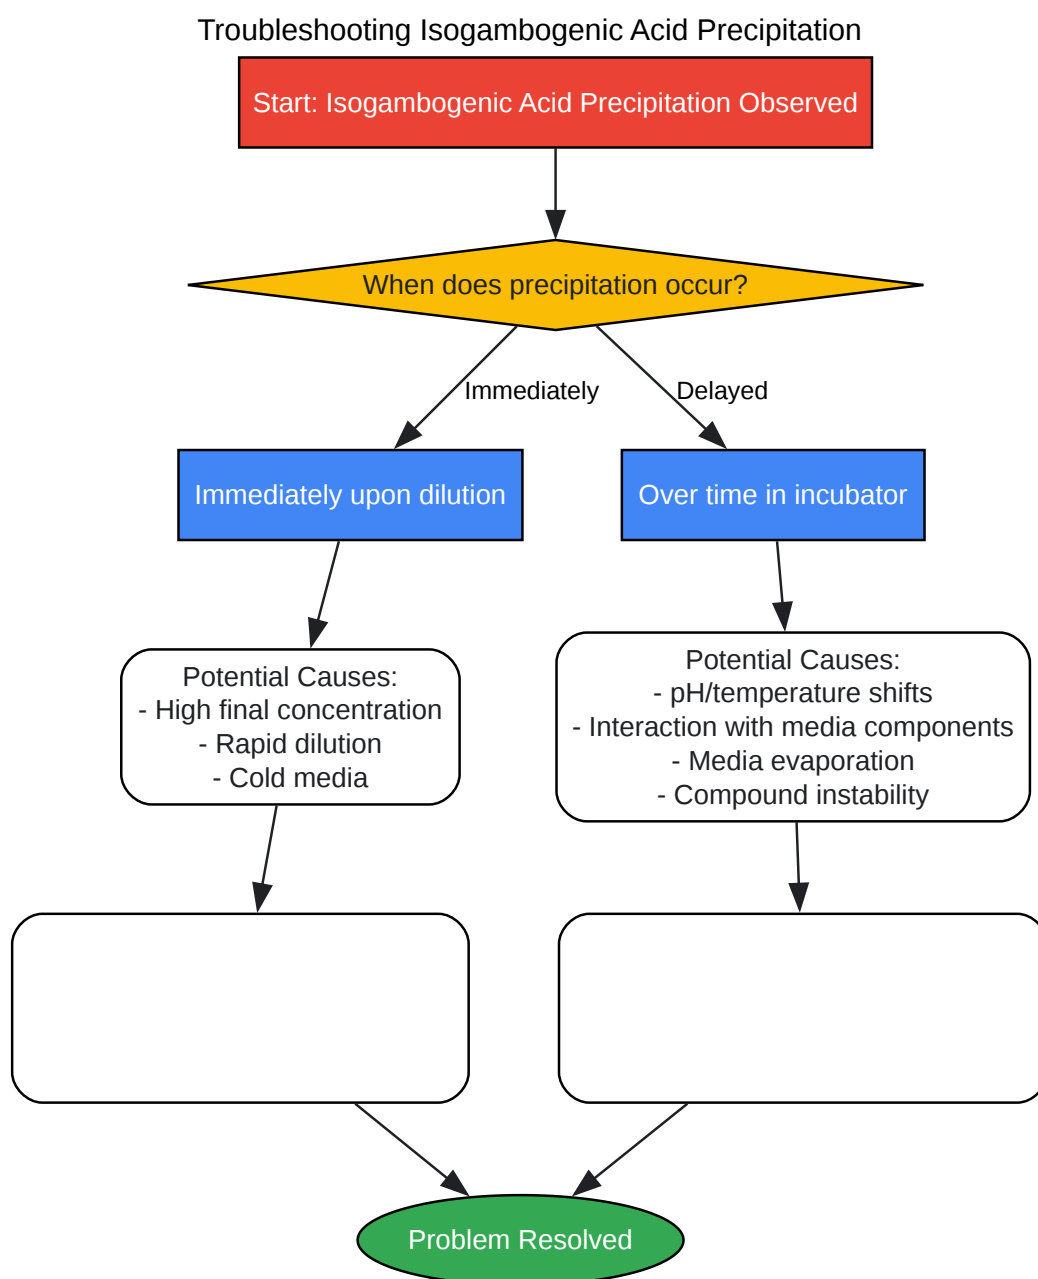 Troubleshooting Isogambogenic Acid Precipitation
Start: Isogambogenic Acid Precipitation Observed
When does precipitation occur?
Immediately
Delayed
Immediately upon dilution
Over time in incubator
Potential Causes:
- High final concentration
- Rapid dilution
- Cold media
Potential Causes:
- pH/temperature shifts
- Interaction with media components
- Media evaporation
- Compound instability
Problem Resolved